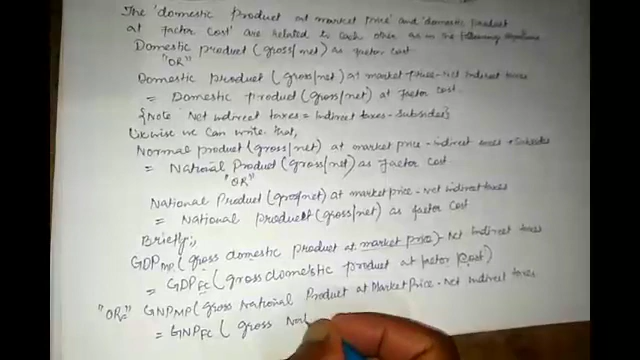 The 'domestic Product at market price' and 'domestic Product
at Factor Cost' are related to each other as in the following
Domestic product (gross/net) as factor cost
"OR"
Domestic product (gross/net) at market price - net indirect taxes
= Domestic product (gross/net) at factor cost.
{Note Net indirect taxes = Indirect taxes - Subsidies}
Likewise we can write that,
Normal product (gross/net) at market price - indirect taxes + Subsidies
= National Product (gross/net) as factor Cost.
"OR"
National Product (gross/net) at market price - Net indirect taxes
= National product (gross/net) as factor cost
Briefly;,
GDPMP (gross domestic product at market price) - Net indirect taxes
= GDPFC (gross domestic product at factor cost)
"OR= GNPMP (gross National Product at Market Price - Net indirect taxes
= GNPFC ( gross